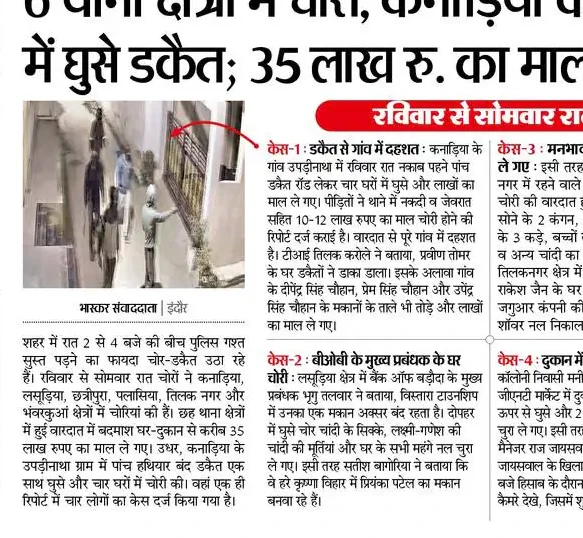 में घुसे डकैत; 35 लाख रु. का माल
रविवार से सोमवार रात
भास्कर संवाददाता | इंदौर
शहर में रात 2 से 4 बजे की बीच पुलिस गश्त
सुस्त पड़ने का फायदा चोर-डकैत उठा रहे
हैं। रविवार से सोमवार रात चोरों ने कनाड़िया,
लसूड़िया, छत्रीपुरा, पलासिया, तिलक नगर और
भंवरकुआं क्षेत्रों में चोरियां की हैं। छह थाना क्षेत्रों
में हुई वारदात में बदमाश घर-दुकान से करीब 35
लाख रुपए का माल ले गए। उधर, कनाड़िया के
उपड़ीनाथा ग्राम में पांच हथियार बंद डकैत एक
साथ घुसे और चार घरों में चोरी की। वहां एक ही
रिपोर्ट में चार लोगों का केस दर्ज किया गया है।
केस-1 : डकैत से गांव में दहशत : कनाड़िया के
गांव उपड़ीनाथा में रविवार रात नकाब पहने पांच
डकैत रॉड लेकर चार घरों में घुसे और लाखों का
माल ले गए। पीड़ितों ने थाने में नकदी व जेवरात
सहित 10-12 लाख रुपए का माल चोरी होने की
रिपोर्ट दर्ज कराई है। वारदात से पूरे गांव में दहशत
है। टीआई तिलक करोले ने बताया, प्रवीण तोमर
के घर डकैतों ने डाका डाला। इसके अलावा गांव
के दीपेंद्र सिंह चौहान, प्रेम सिंह चौहान और उपेंद्र
सिंह चौहान के मकानों के ताले भी तोड़े और लाखों
का माल ले गए।
केस-2 : बीओबी के मुख्य प्रबंधक के घर
चोरी : लसूड़िया क्षेत्र में बैंक ऑफ बड़ौदा के मुख्य
प्रबंधक भृगु तलवार ने बताया, विस्तारा टाउनशिप
में उनका एक मकान अक्सर बंद रहता है। दोपहर
में घुसे चोर चांदी के सिक्के, लक्ष्मी-गणेश की
चांदी की मूर्तियां और घर के सभी महंगे नल चुरा
ले गए। इसी तरह सतीश बागोरिया ने बताया कि
वे हरे कृष्णा विहार में प्रियंका पटेल का मकान
बनवा रहे हैं।
केस-3 : मनभाव
ले गए : इसी तरह
नगर में रहने वाले
चोरी की वारदात
सोने के 2 कंगन,
के 3 कड़े, बच्चों
व अन्य चांदी का
तिलकनगर क्षेत्र में
राकेश जैन के घर
जगुआर कंपनी की
शॉवर नल निकाल
केस-4 : दुकान में
कॉलोनी निवासी मनी
जीएनटी मार्केट में
ऊपर से घुसे और 2
चुरा ले गए। इसी तर
मैनेजर राज जायसव
जायसवाल के खिला
बजे हिसाब के दौरान
कैमरे देखे, जिसमें